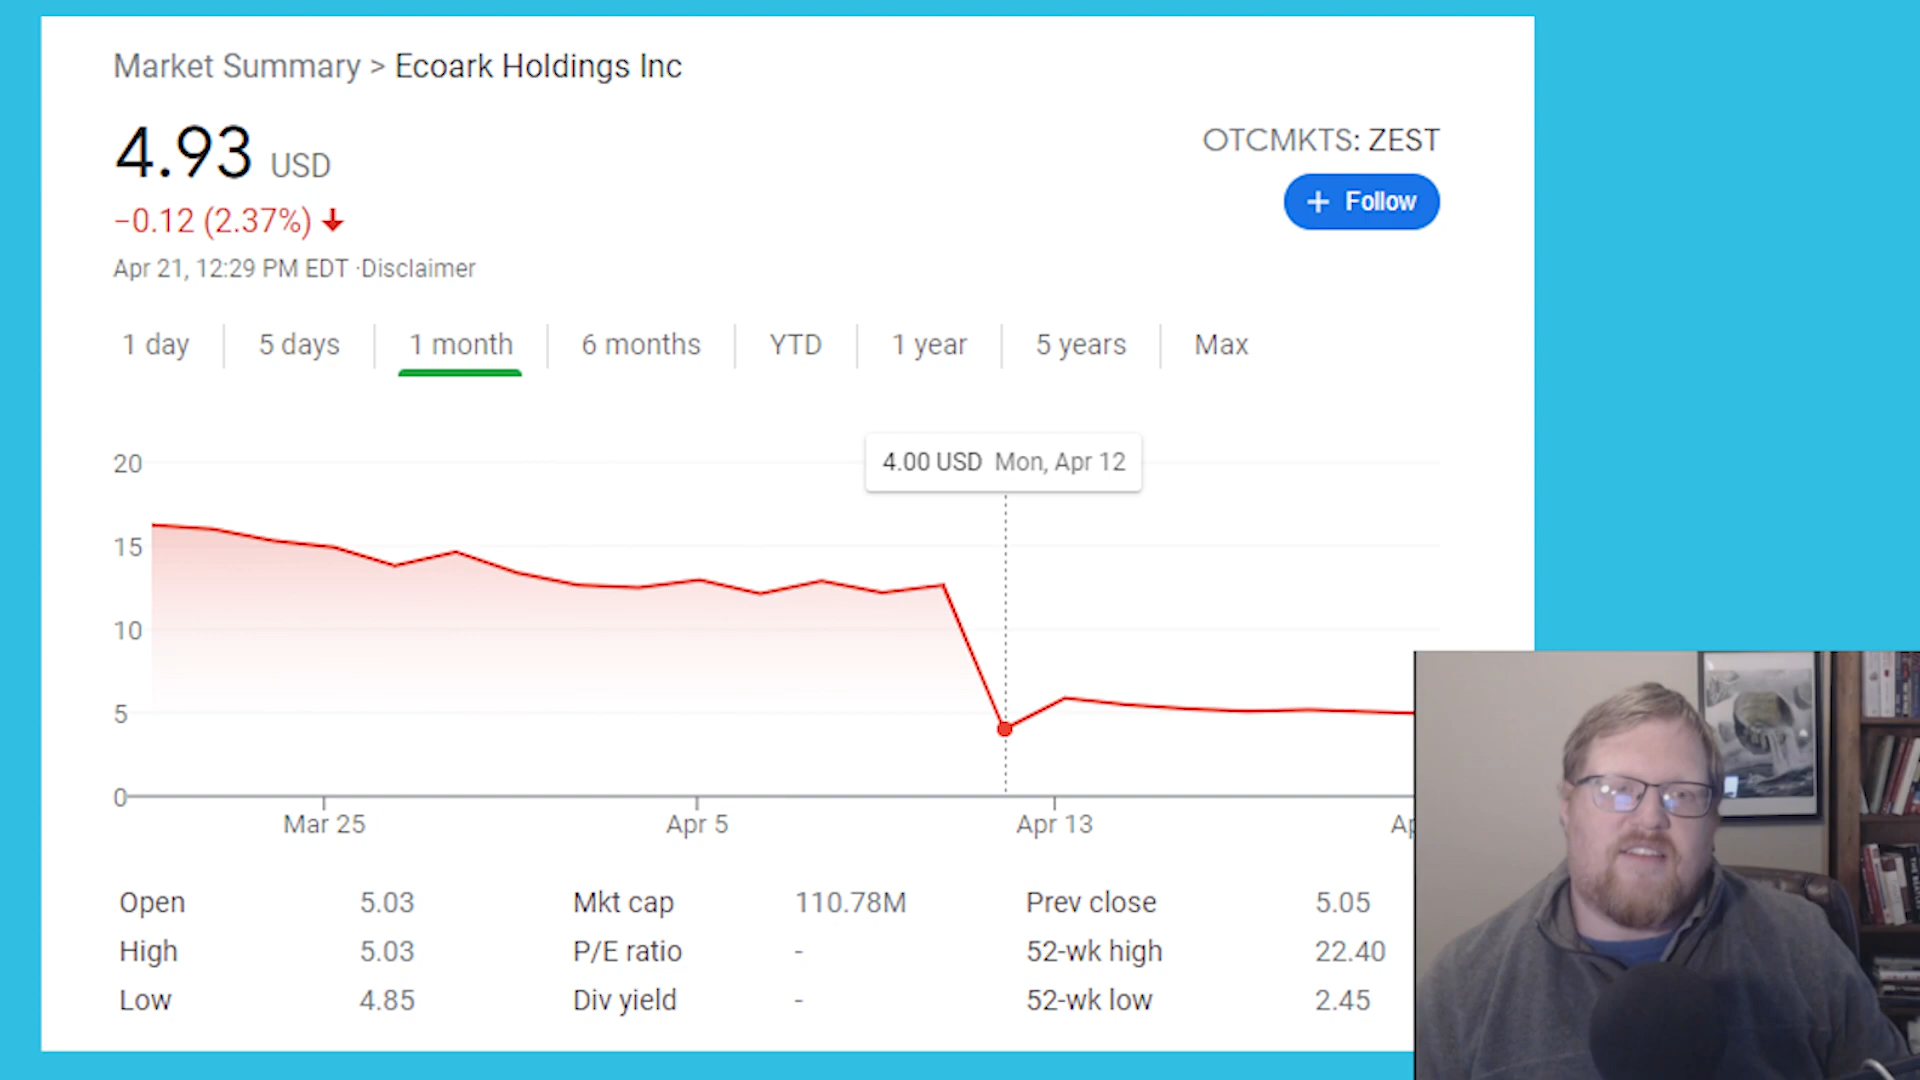 Market Summary > Ecoark Holdings Inc
4.93 USD
OTCMKTS: ZEST
−0.12 (2.37%)
+ Follow
Apr 21, 12:29 PM EDT ·Disclaimer
1 day
5 days
1 month
6 months
YTD
1 year
5 years
Max
4.00 USD Mon, Apr 12
20
15
10
5
0
Mar 25
Apr 5
Apr 13
Open 5.03 Mkt cap 110.78M Prev close 5.05
High 5.03 P/E ratio - 52-wk high 22.40
Low 4.85 Div yield - 52-wk low 2.45